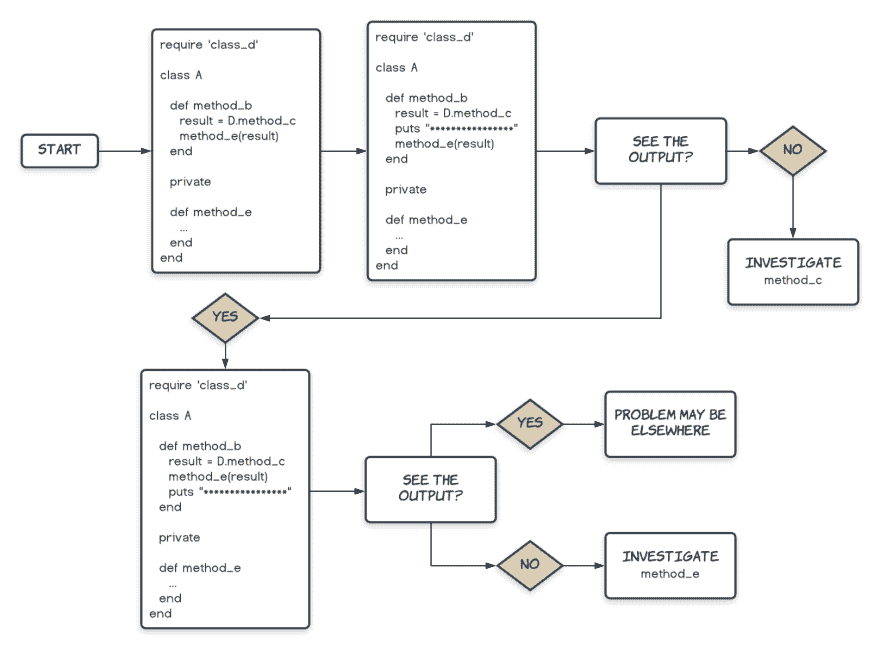 START
require 'class_d'
class A
def method_b
result = D.method_c
method_e(result)
end
private
def method_e
...
end
end
require 'class_d'
class A
def method_b
result = D.method_c
puts "****************"
method_e(result)
end
private
def method_e
...
end
end
SEE THE
OUTPUT?
NO
INVESTIGATE
method_c
YES
require 'class_d'
class A
def method_b
result = D.method_c
method_e(result)
puts "****************"
end
private
def method_e
...
end
end
SEE THE
OUTPUT?
YES
PROBLEM MAY BE
ELSEWHERE
NO
INVESTIGATE
method_e